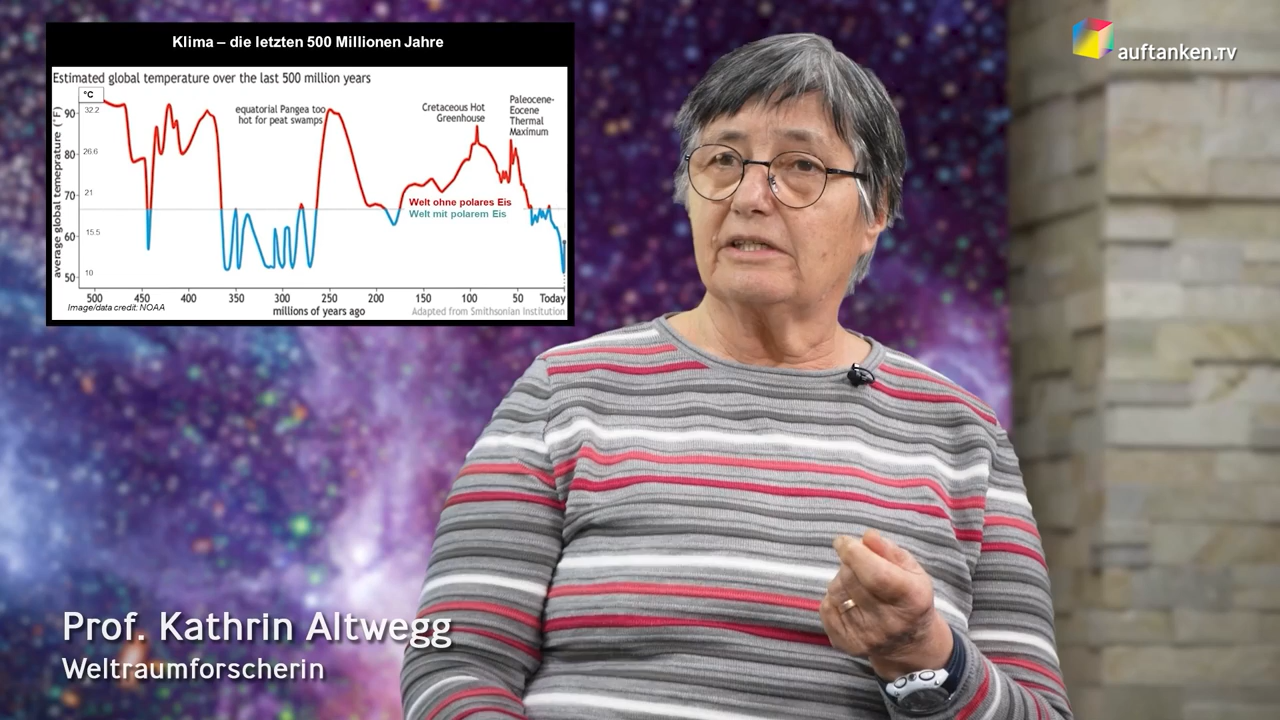 Klima – die letzten 500 Millionen Jahre
Estimated global temperature over the last 500 million years
°C
average global temeprature (°F)
90
80
70
60
50
32.2
26.6
21
15.5
10
equatorial Pangea too
hot for peat swamps
Cretaceous Hot
Greenhouse
Paleocene-
Eocene
Thermal
Maximum
Welt ohne polares Eis
Welt mit polarem Eis
500 450 400 350 300 250 200 150 100 50 Today
Image/data credit: NOAA
millions of years ago
Adapted from Smithsonian Institution
auftanken.tv
Prof. Kathrin Altwegg
Weltraumforscherin